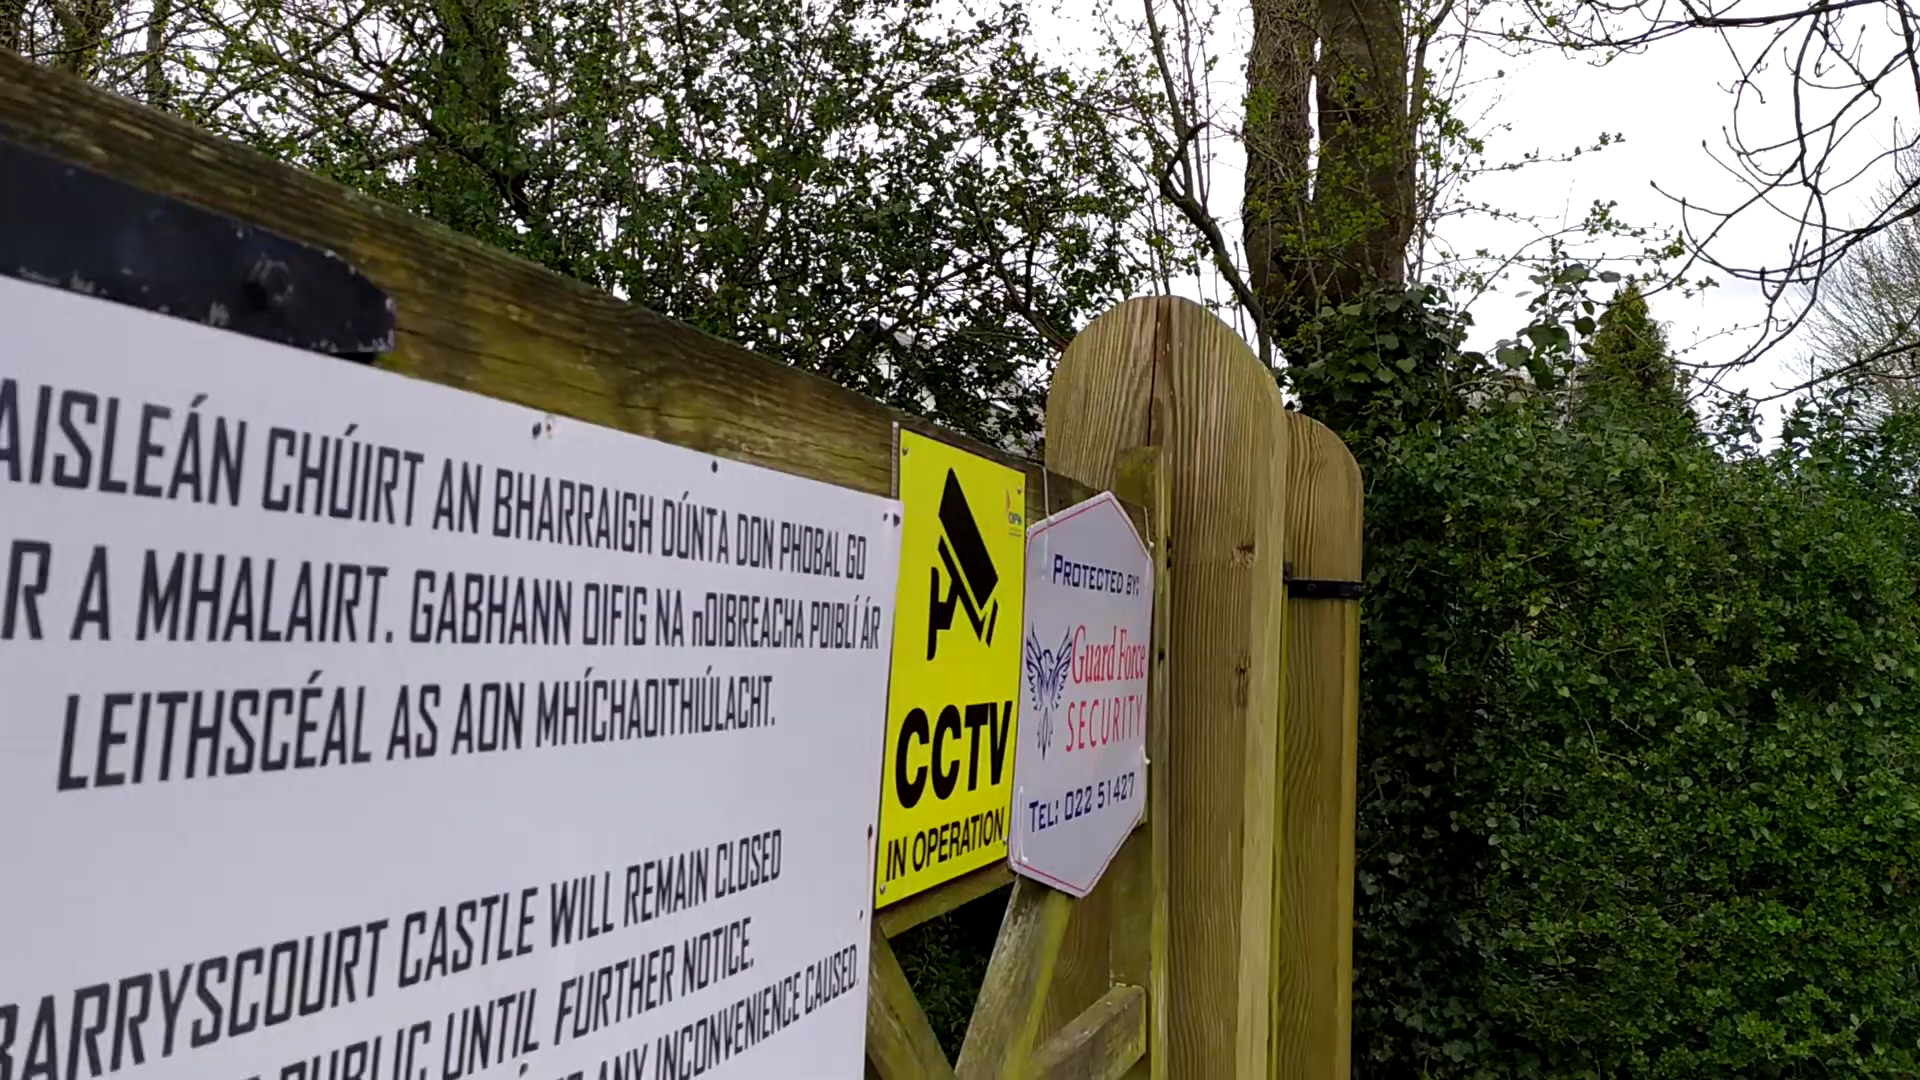 AISLEÁN CHÚIRT AN BHARRAIGH DÚNTA DON PHOBAL GO
R A MHALAIRT. GABHANN OIFIG NA nOIBREACHA POIBLÍ ÁR
LEITHSCÉAL AS AON MHÍCHAOITHIÚLACHT.
BARRYSCOURT CASTLE WILL REMAIN CLOSED
PUBLIC UNTIL FURTHER NOTICE.
ANY INCONVENIENCE CAUSED.
CCTV
IN OPERATION
PROTECTED BY:
Guard Force
SECURITY
TEL: 022 51427